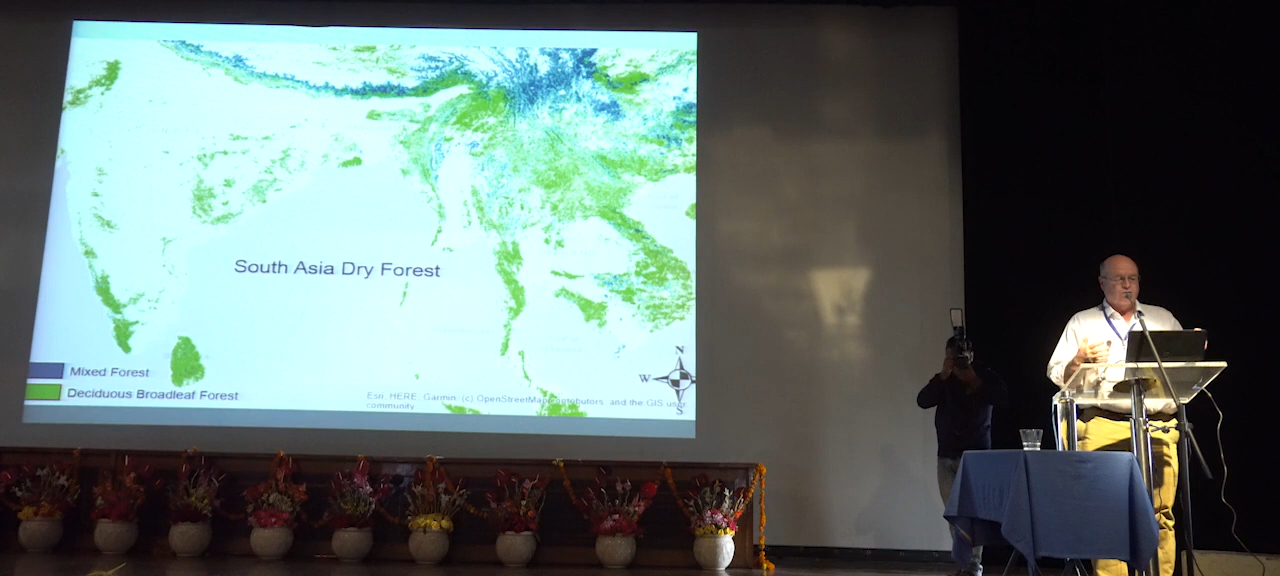 South Asia Dry Forest
Mixed Forest
Deciduous Broadleaf Forest
N
W
S
Esri, HERE, Garmin, (c) OpenStreetMap contributors, and the GIS user
community